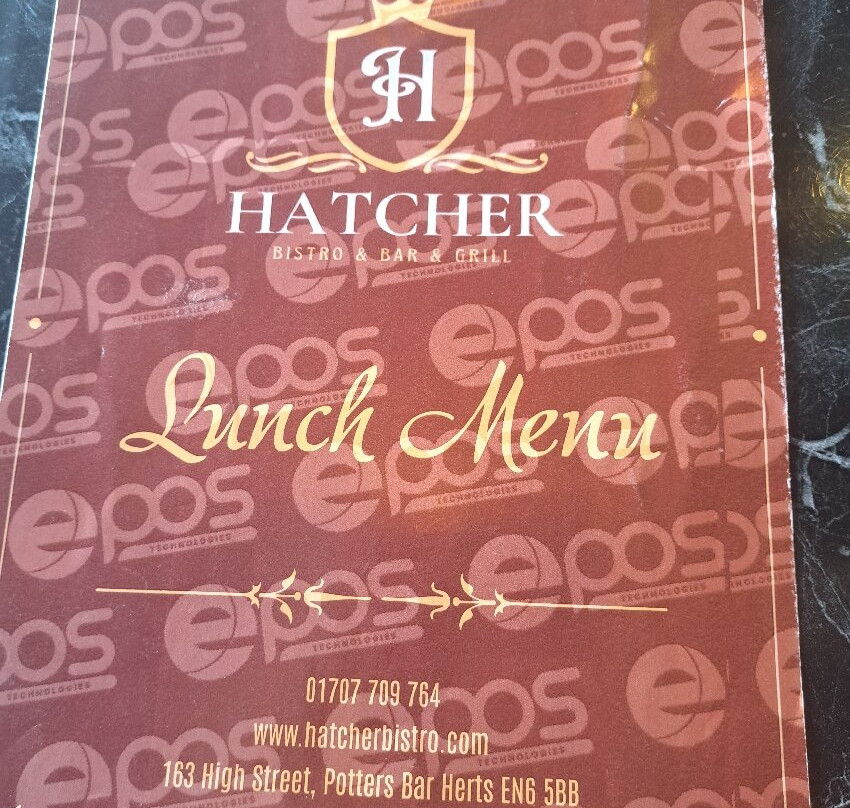 H
HATCHER
BISTRO & BAR & GRILL
Lunch Menu
01707 709 764
www.hatcherbistro.com
163 High Street, Potters Bar Herts EN6 5BB
epos
TECHNOLOGIES